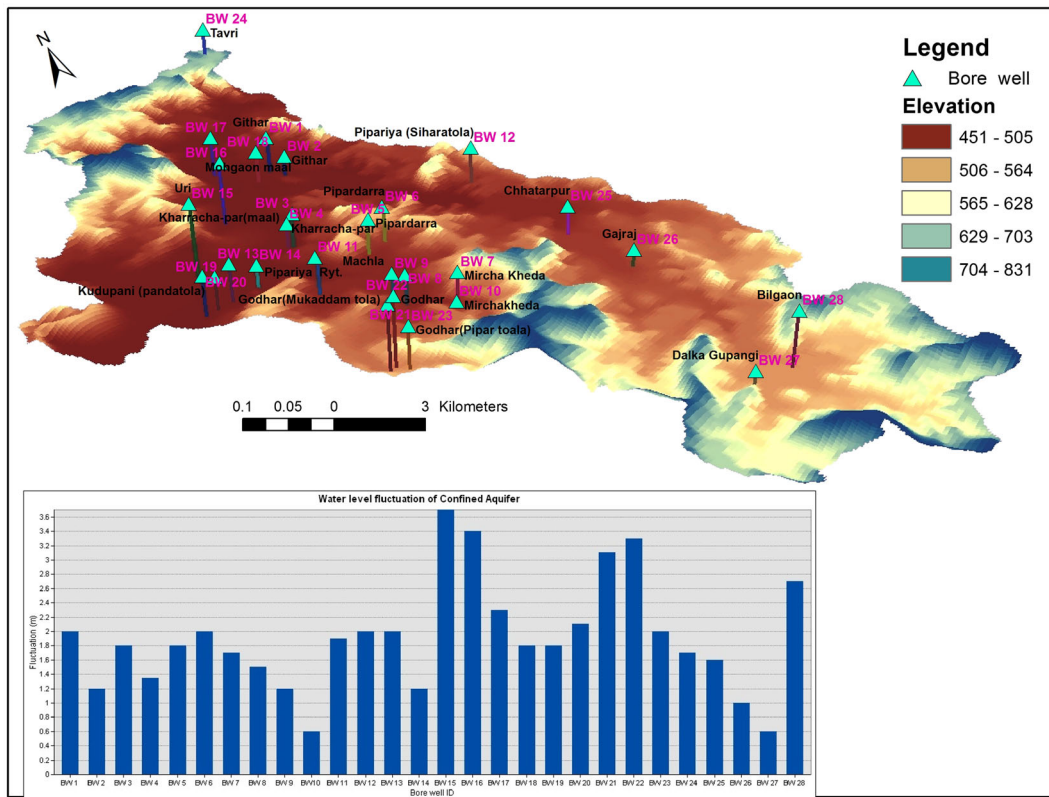 BW 24
Tavri
N
Legend
Bore well
Elevation
451 - 505
506 - 564
565 - 628
629 - 703
704 - 831
Githar
BW 17
BW 1
Pipariya (Siharatola)
BW 12
BW 18
BW 2
BW 16
Mohgaon maal
Githar
Uri
BW 15
Pipardarra
BW 6
Chhatarpur
BW 25
BW 3
BW 5
Kharracha-par(maal)
BW 4
Kharracha-par
Pipardarra
BW 11
Gajraj
BW 26
BW 13
BW 14
Machla
BW 9
BW 7
BW 19
Pipariya Ryt.
BW 8
Mircha Kheda
BW 20
Kudupani (pandatola)
BW 22
BW 10
Bilgaon
Godhar(Mukaddam tola)
Godhar
Mirchakheda
BW 28
BW 21
BW 23
Godhar(Pipar toala)
Dalka Gupangi
BW 27
0.1 0.05 0 3 Kilometers
Water level fluctuation of Confined Aquifer
Fluctuation (m)
3.6
3.4
3.2
3
2.8
2.6
2.4
2.2
2
1.8
1.6
1.4
1.2
1
0.8
0.6
0.4
0.2
0
BW 1 BW 2 BW 3 BW 4 BW 5 BW 6 BW 7 BW 8 BW 9 BW 10 BW 11 BW 12 BW 13 BW 14 BW 15 BW 16 BW 17 BW 18 BW 19 BW 20 BW 21 BW 22 BW 23 BW 24 BW 25 BW 26 BW 27 BW 28
Bore well ID